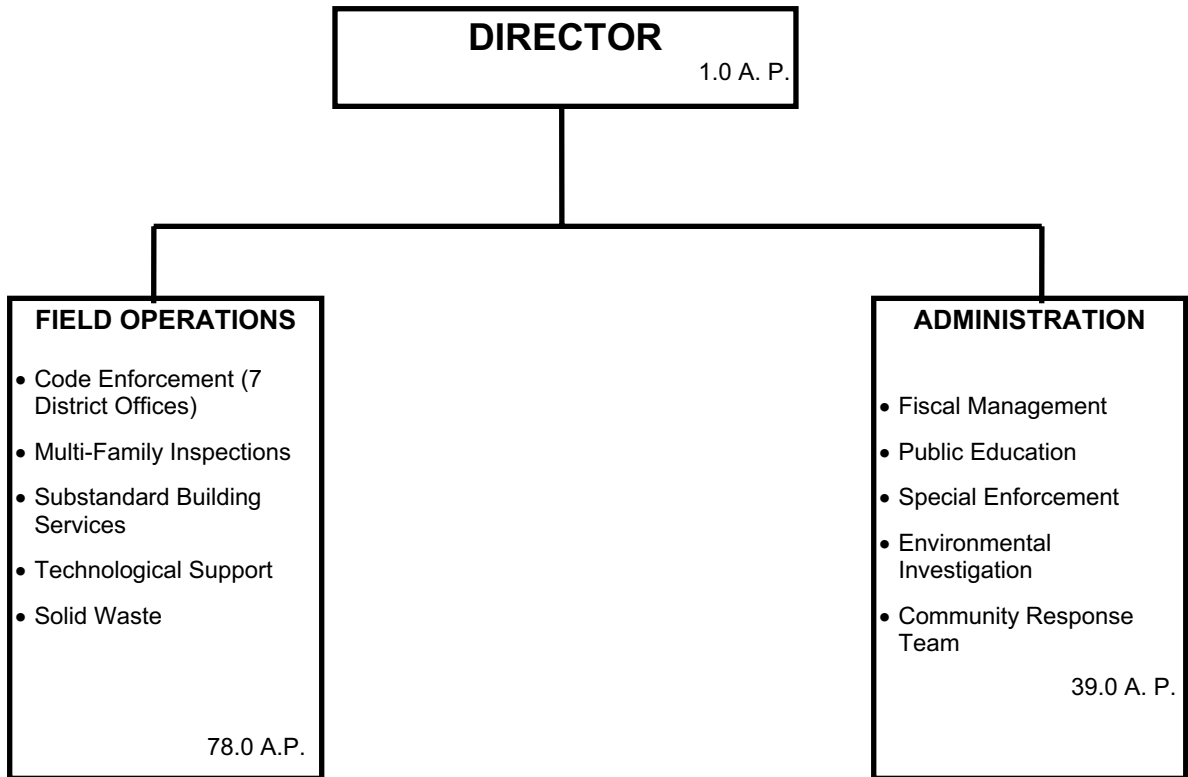 DIRECTOR
1.0 A. P.
FIELD OPERATIONS
• Code Enforcement (7
District Offices)
• Multi-Family Inspections
• Substandard Building
Services
• Technological Support
• Solid Waste
78.0 A.P.
ADMINISTRATION
• Fiscal Management
• Public Education
• Special Enforcement
• Environmental
Investigation
• Community Response
Team
39.0 A. P.